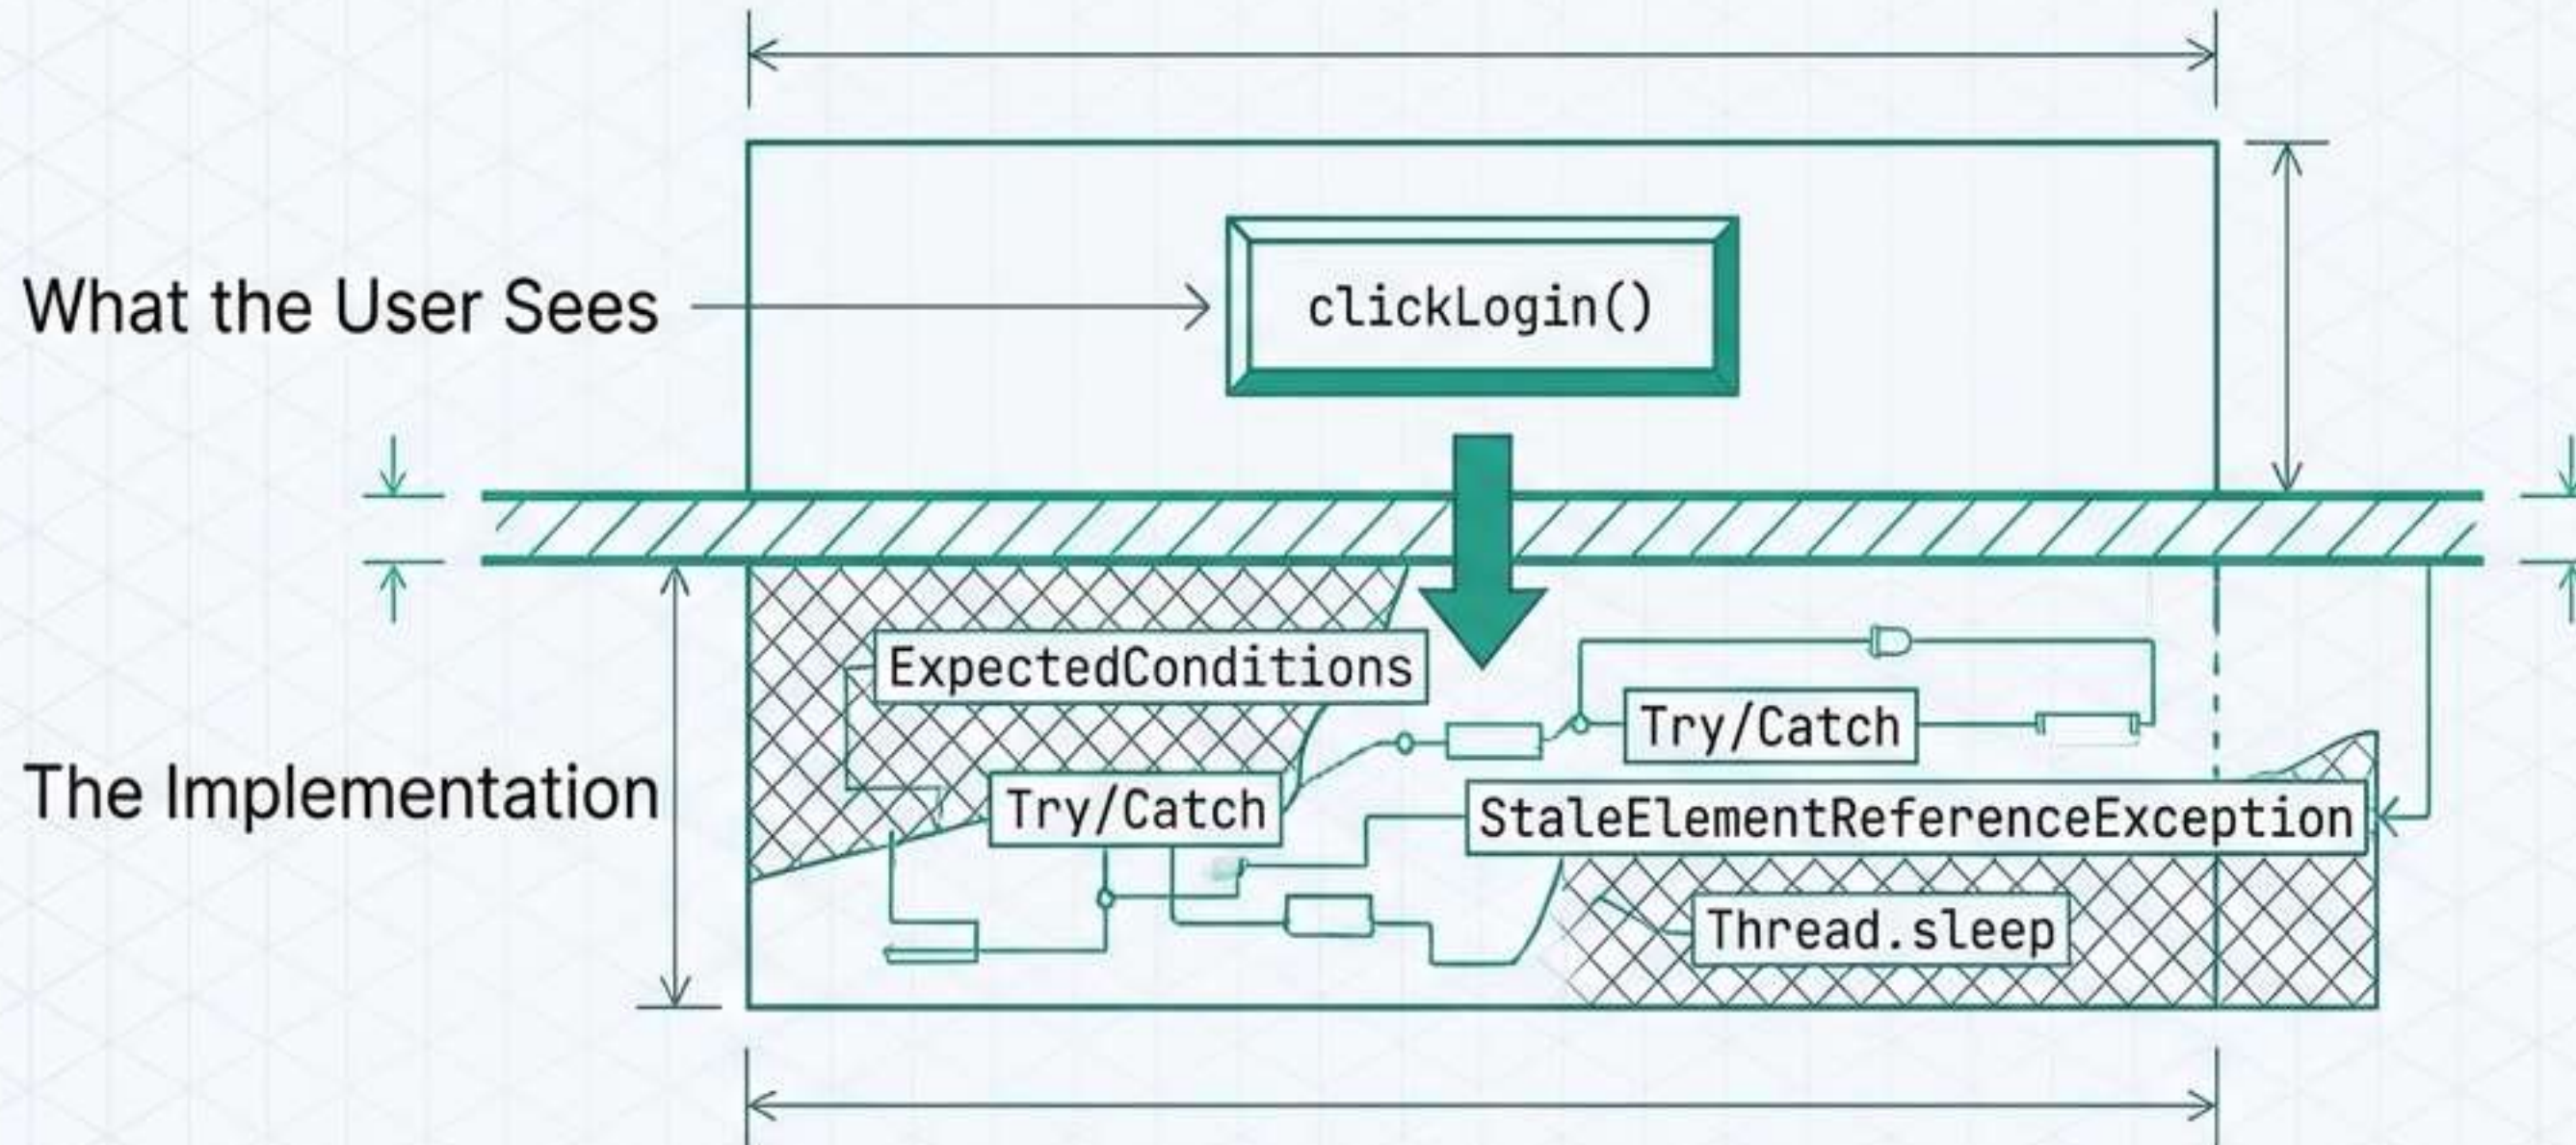 What the User Sees
clickLogin()
ExpectedConditions
Try/Catch
The Implementation
Try/Catch
StaleElementReferenceException
Thread.sleep